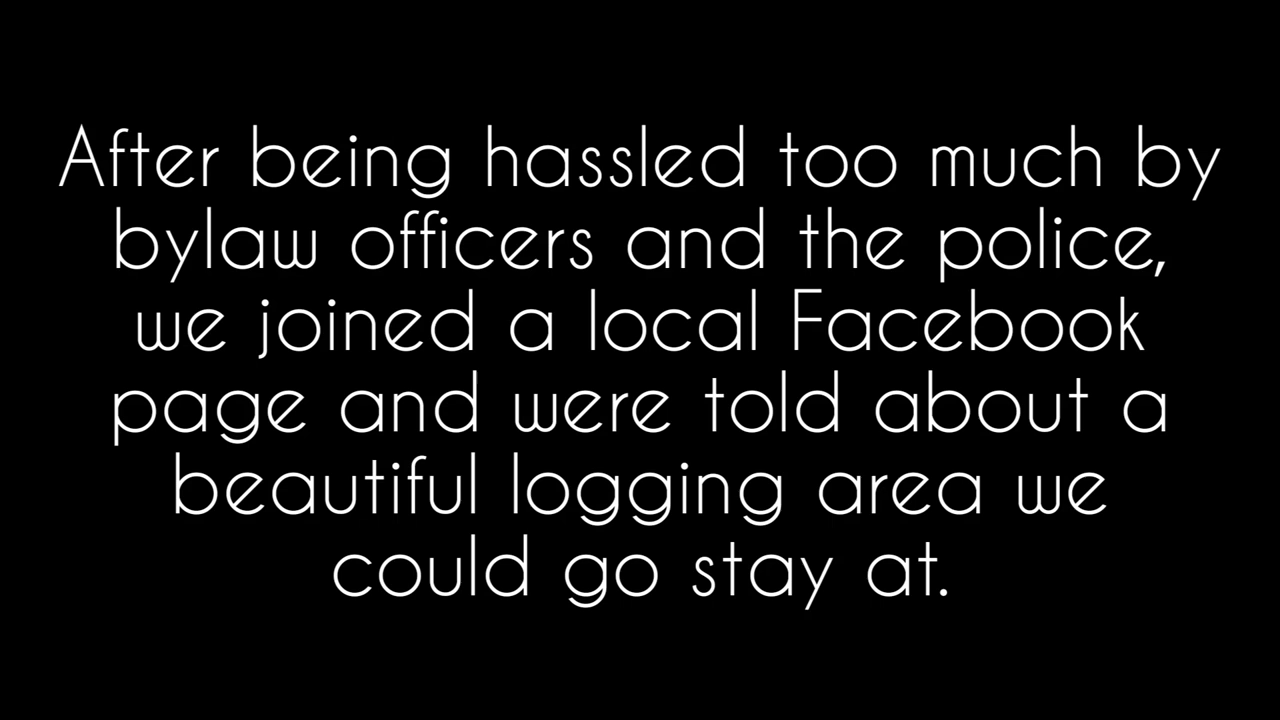 After being hassled too much by
bylaw officers and the police,
we joined a local Facebook
page and were told about a
beautiful logging area we
could go stay at.